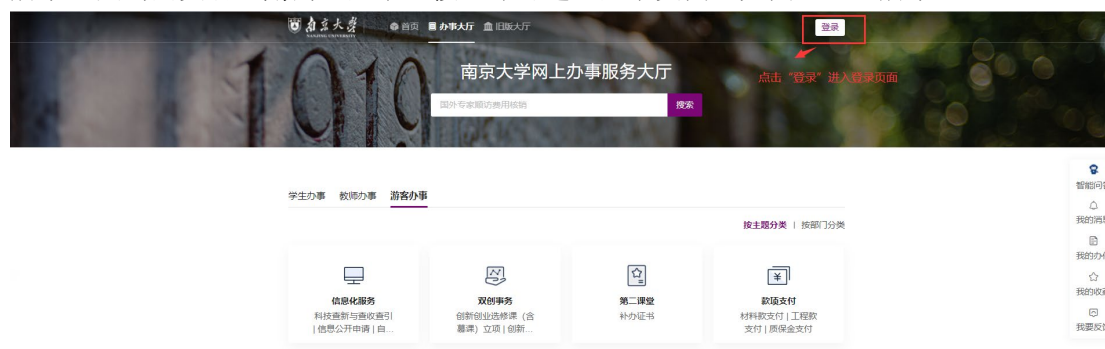 南京大学
NANJING UNIVERSITY
首页 办事大厅 旧版大厅
登录
南京大学网上办事服务大厅
点击“登录”进入登录页面
国外专家顾访费用核销 搜索
学生办事 教师办事 游客办事
按主题分类 | 按部门分类
信息化服务
科技查新与查收查引
| 信息公开申请 | 自...
双创事务
创新创业选修课（含
慕课）立项 | 创新...
第二课堂
补办证书
款项支付
材料款支付 | 工程款
支付 | 质保金支付
智能问答
我的消息
我的办件
我的收藏
我要反馈
1919